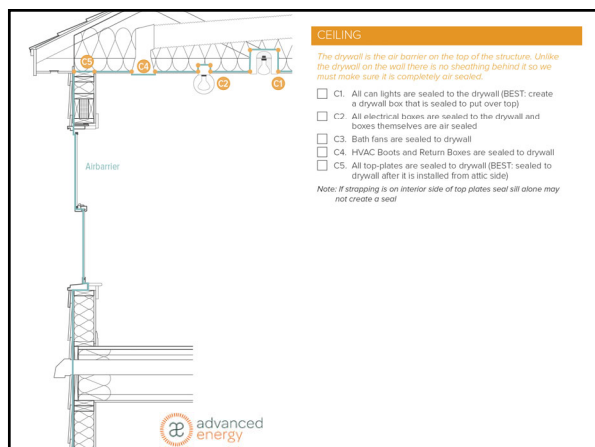 CEILING
The drywall is the air barrier on the top of the structure. Unlike
the drywall on the wall there is no sheathing behind it so we
must make sure it is completely air sealed.
C1. All can lights are sealed to the drywall (BEST: create
a drywall box that is sealed to put over top)
C2. All electrical boxes are sealed to the drywall and
boxes themselves are air sealed
C3. Bath fans are sealed to drywall
C4. HVAC Boots and Return Boxes are sealed to drywall
C5. All top-plates are sealed to drywall (BEST: sealed to
drywall after it is installed from attic side)
Note: If strapping is on interior side of top plates seal sill alone may
not create a seal
C5
C4
C2
C1
Airbarrier
æ advanced
energy